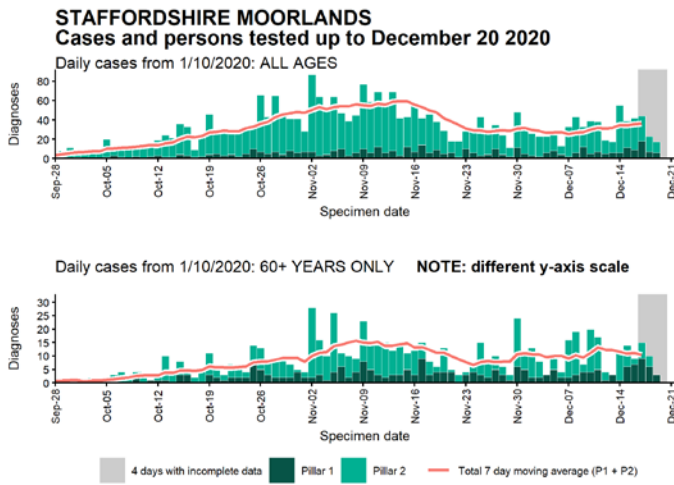 STAFFORDSHIRE MOORLANDS
Cases and persons tested up to December 20 2020
Daily cases from 1/10/2020: ALL AGES
Diagnoses
80
60
40
20
0
Sep-28 Oct-05 Oct-12 Oct-19 Oct-26 Nov-02 Nov-09 Nov-16 Nov-23 Nov-30 Dec-07 Dec-14 Dec-21
Specimen date
Daily cases from 1/10/2020: 60+ YEARS ONLY NOTE: different y-axis scale
Diagnoses
30
25
20
15
10
5
0
Sep-28 Oct-05 Oct-12 Oct-19 Oct-26 Nov-02 Nov-09 Nov-16 Nov-23 Nov-30 Dec-07 Dec-14 Dec-21
Specimen date
4 days with incomplete data Pillar 1 Pillar 2 Total 7 day moving average (P1 + P2)